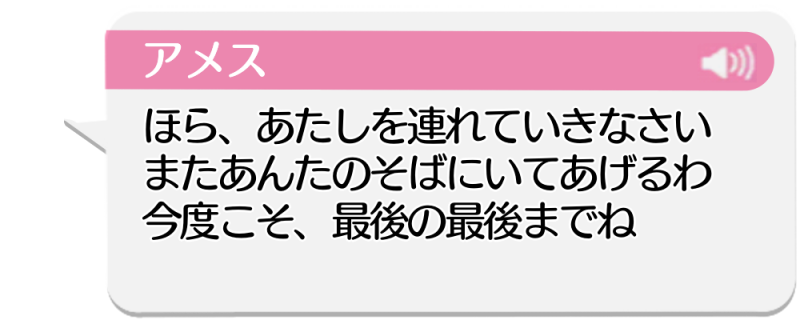 アメス
ほら、あたしを連れていきなさい
またあんたのそばにいてあげるわ
今度こそ、最後の最後までね